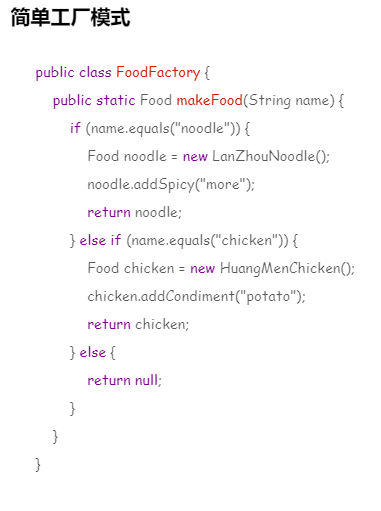 简单工厂模式
public class FoodFactory {
public static Food makeFood(String name) {
if (name.equals("noodle")) {
Food noodle = new LanZhouNoodle();
noodle.addSpicy("more");
return noodle;
} else if (name.equals("chicken")) {
Food chicken = new HuangMenChicken();
chicken.addCondiment("potato");
return chicken;
} else {
return null;
}
}
}